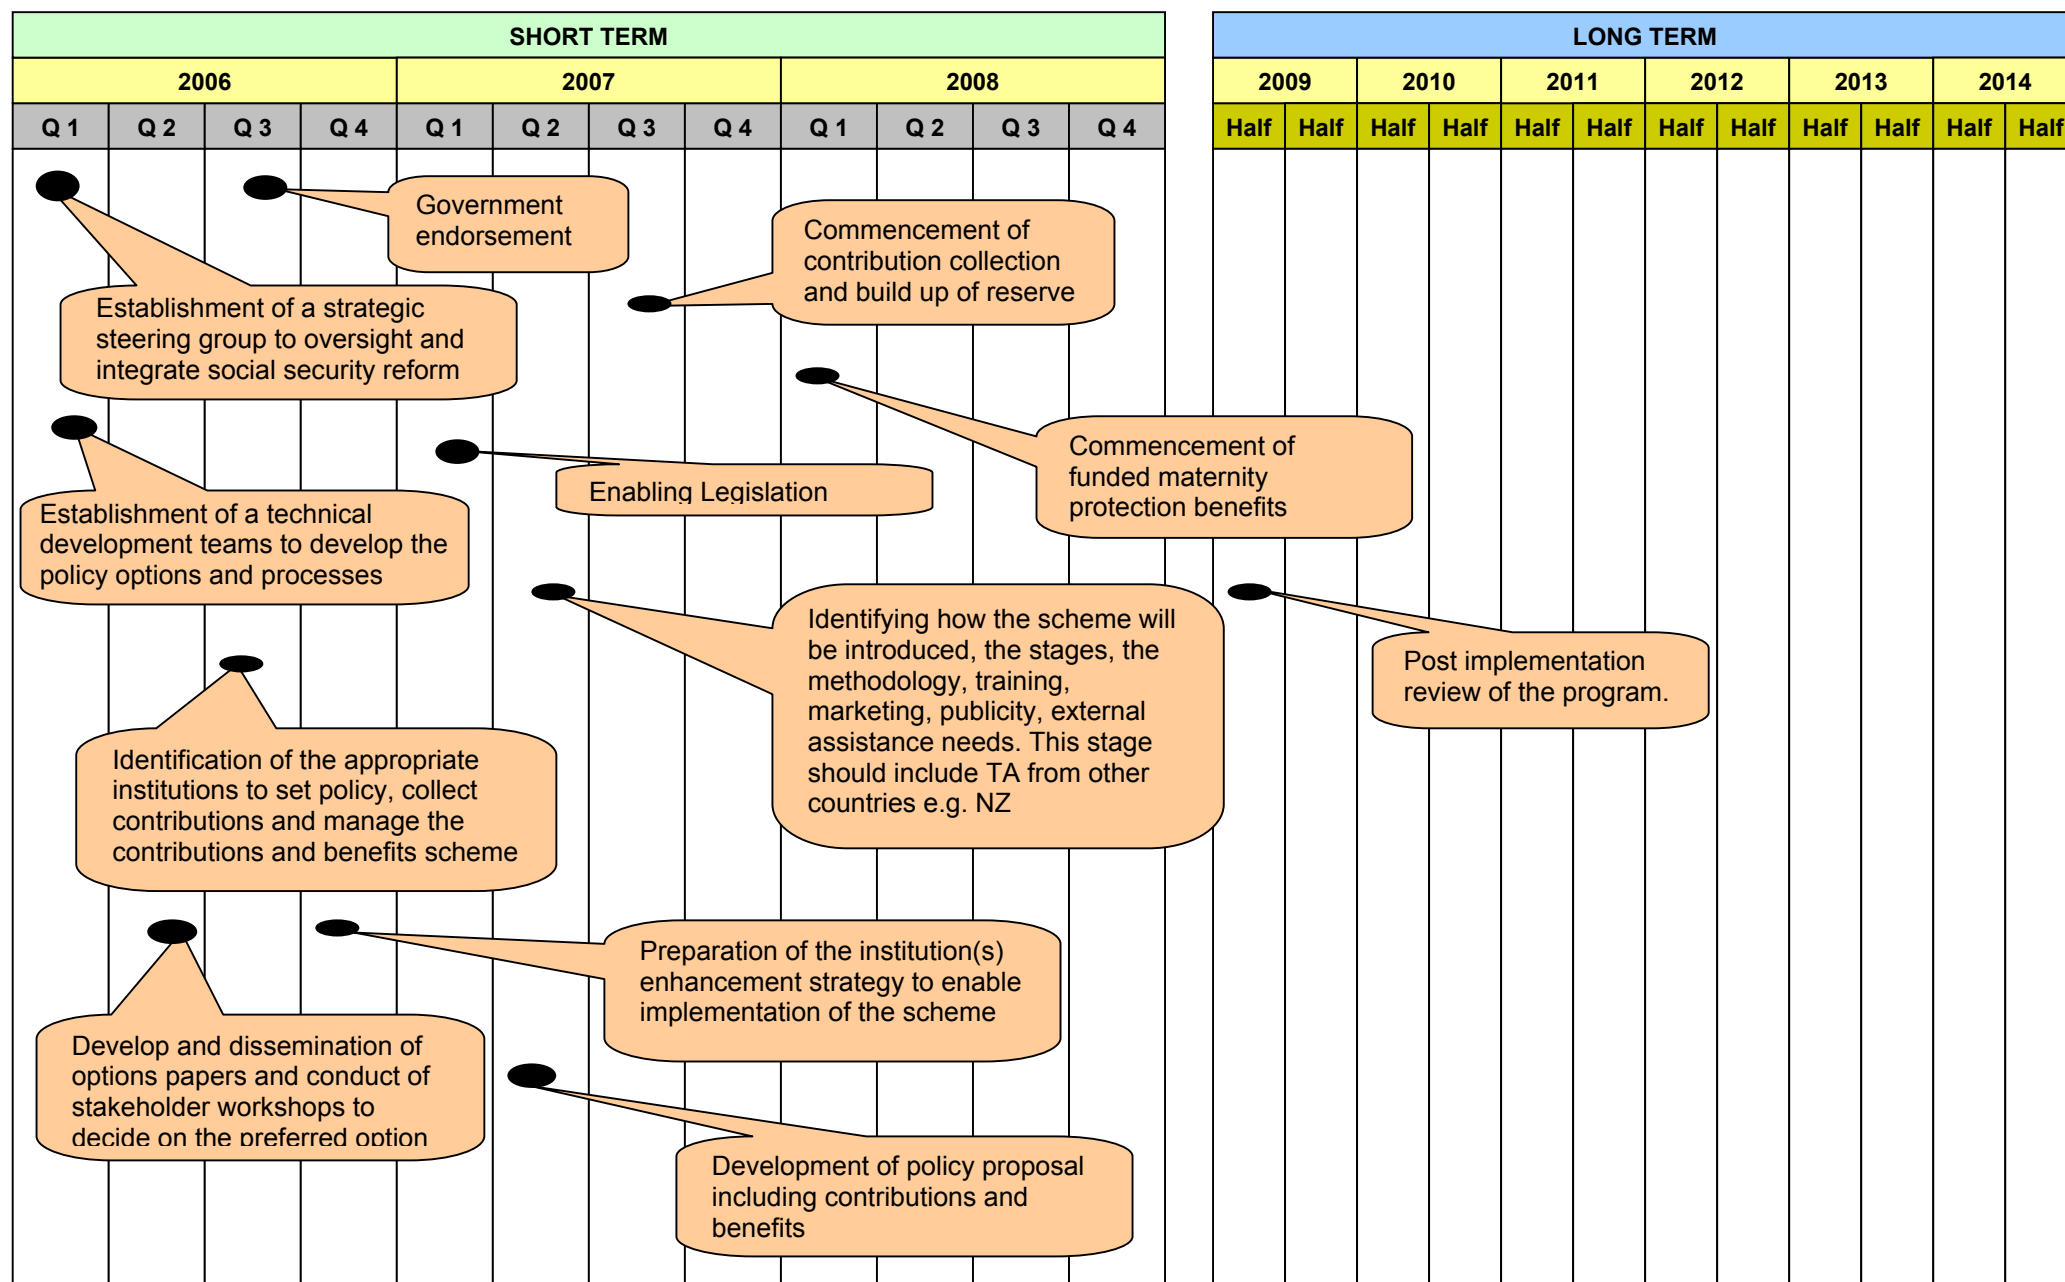 SHORT TERM
LONG TERM
2006 2007 2008
2009 2010 2011 2012 2013 2014
Q 1 Q 2 Q 3 Q 4 Q 1 Q 2 Q 3 Q 4 Q 1 Q 2 Q 3 Q 4
Half Half Half Half Half Half Half Half Half Half Half Half
Government
endorsement
Commencement of
contribution collection
and build up of reserve
Establishment of a strategic
steering group to oversight and
integrate social security reform
Commencement of
funded maternity
protection benefits
Enabling Legislation
Establishment of a technical
development teams to develop the
policy options and processes
Identifying how the scheme will
be introduced, the stages, the
methodology, training,
marketing, publicity, external
assistance needs. This stage
should include TA from other
countries e.g. NZ
Post implementation
review of the program.
Identification of the appropriate
institutions to set policy, collect
contributions and manage the
contributions and benefits scheme
Preparation of the institution(s)
enhancement strategy to enable
implementation of the scheme
Develop and dissemination of
options papers and conduct of
stakeholder workshops to
decide on the preferred option
Development of policy proposal
including contributions and
benefits